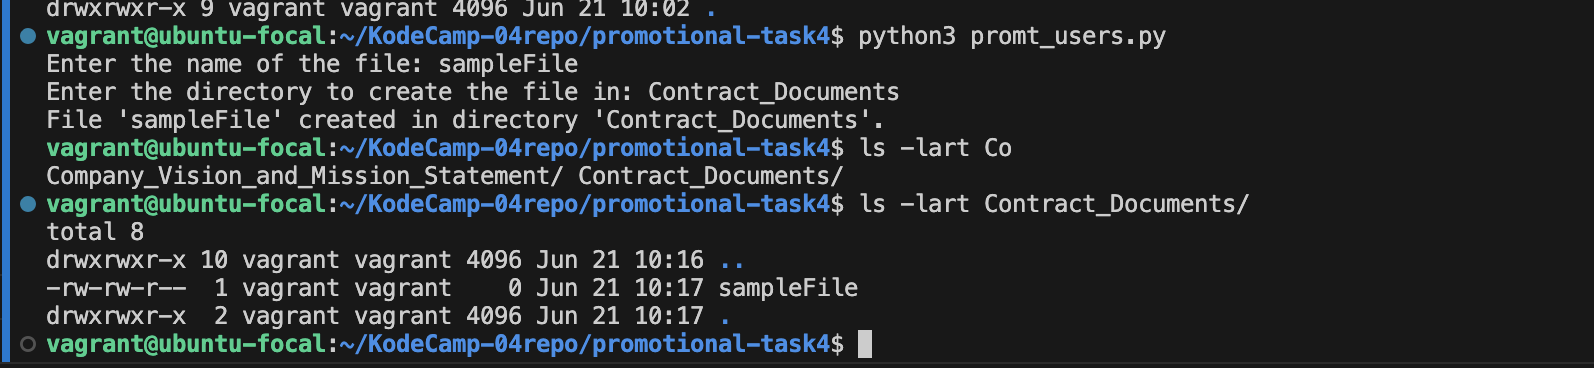 drwxrwxr-x 9 vagrant vagrant 4096 Jun 21 10:02 .
vagrant@ubuntu-focal:~/KodeCamp-04repo/promotional-task4$ python3 promt_users.py
Enter the name of the file: sampleFile
Enter the directory to create the file in: Contract_Documents
File 'sampleFile' created in directory 'Contract_Documents'.
vagrant@ubuntu-focal:~/KodeCamp-04repo/promotional-task4$ ls -lart Co
Company_Vision_and_Mission_Statement/ Contract_Documents/
vagrant@ubuntu-focal:~/KodeCamp-04repo/promotional-task4$ ls -lart Contract_Documents/
total 8
drwxrwxr-x 10 vagrant vagrant 4096 Jun 21 10:16 ..
-rw-rw-r--  1 vagrant vagrant    0 Jun 21 10:17 sampleFile
drwxrwxr-x  2 vagrant vagrant 4096 Jun 21 10:17 .
vagrant@ubuntu-focal:~/KodeCamp-04repo/promotional-task4$